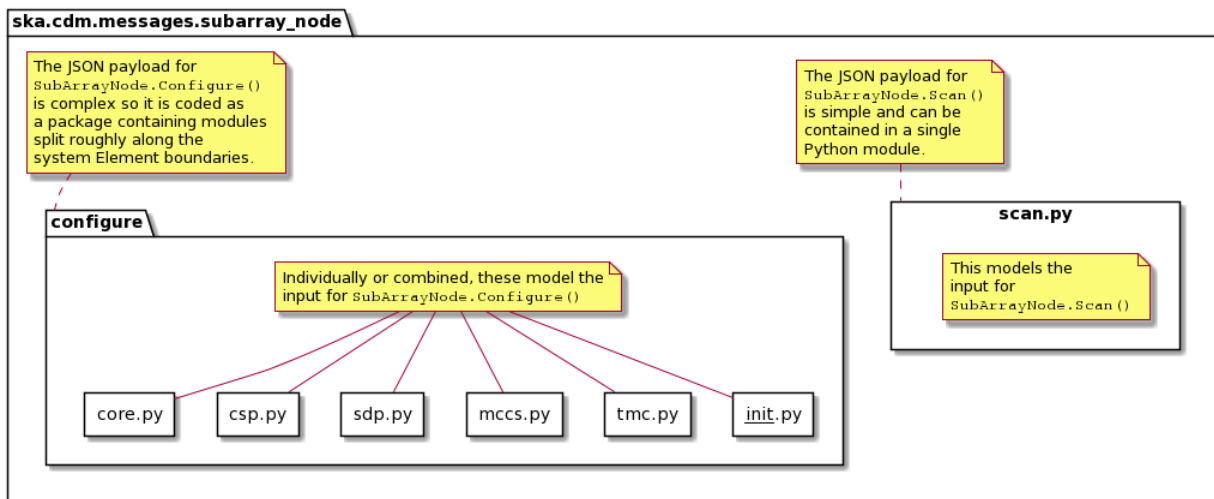 ska.cdm.messages.subarray_node
The JSON payload for
SubArrayNode.Configure()
is complex so it is coded as
a package containing modules
split roughly along the
system Element boundaries.
The JSON payload for
SubArrayNode.Scan()
is simple and can be
contained in a single
Python module.
configure
Individually or combined, these model the
input for SubArrayNode.Configure()
core.py
csp.py
sdp.py
mccs.py
tmc.py
init.py
scan.py
This models the
input for
SubArrayNode.Scan()